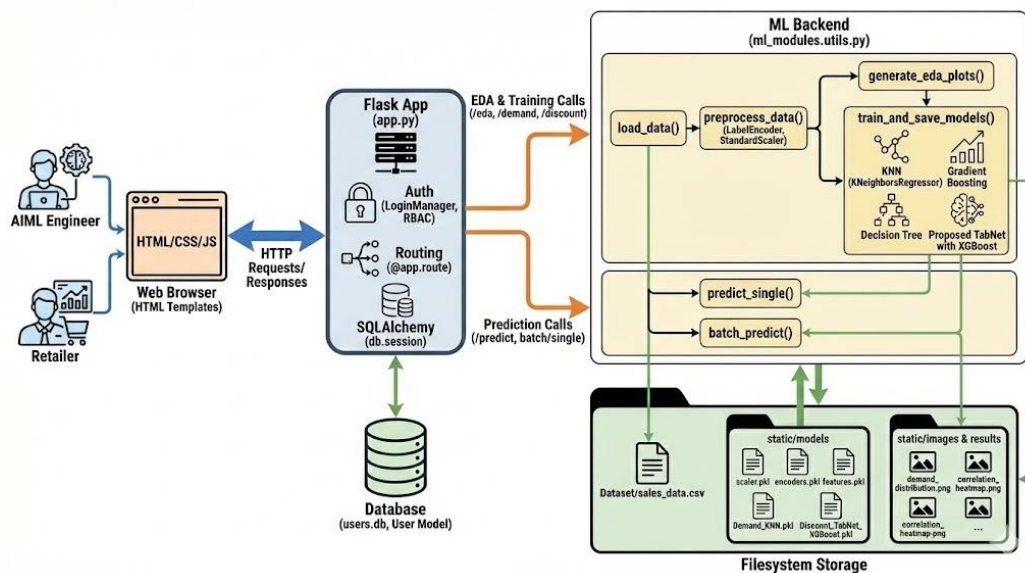 AIML Engineer
Retailer
HTML/CSS/JS
Web Browser
(HTML Templates)
HTTP
Requests/
Responses
Flask App
(app.py)
Auth
(LoginManager,
RBAC)
Routing
(@app.route)
SQLAlchemy
(db.session)
Database
(users.db, User Model)
EDA & Training Calls
(/eda, /demand, /discount)
Prediction Calls
(/predict, batch/single)
ML Backend
(ml_modules.utils.py)
load_data()
preprocess_data()
(LabelEncoder,
StandardScaler)
generate_eda_plots()
train_and_save_models()
KNN
(KNeighborsRegressor)
Gradient
Boosting
Decision Tree
Proposed TabNet
with XGBoost
predict_single()
batch_predict()
Dataset/sales_data.csv
static/models
scaler.pkl
encoders.pkl
features.pkl
Demand_KNN.pkl
Disconnt_TabNet_
XGBoost.pkl
static/images & results
demand_
distribution.png
correlation_
heatmap.png
correlation_
heatmap-png
...
Filesystem Storage